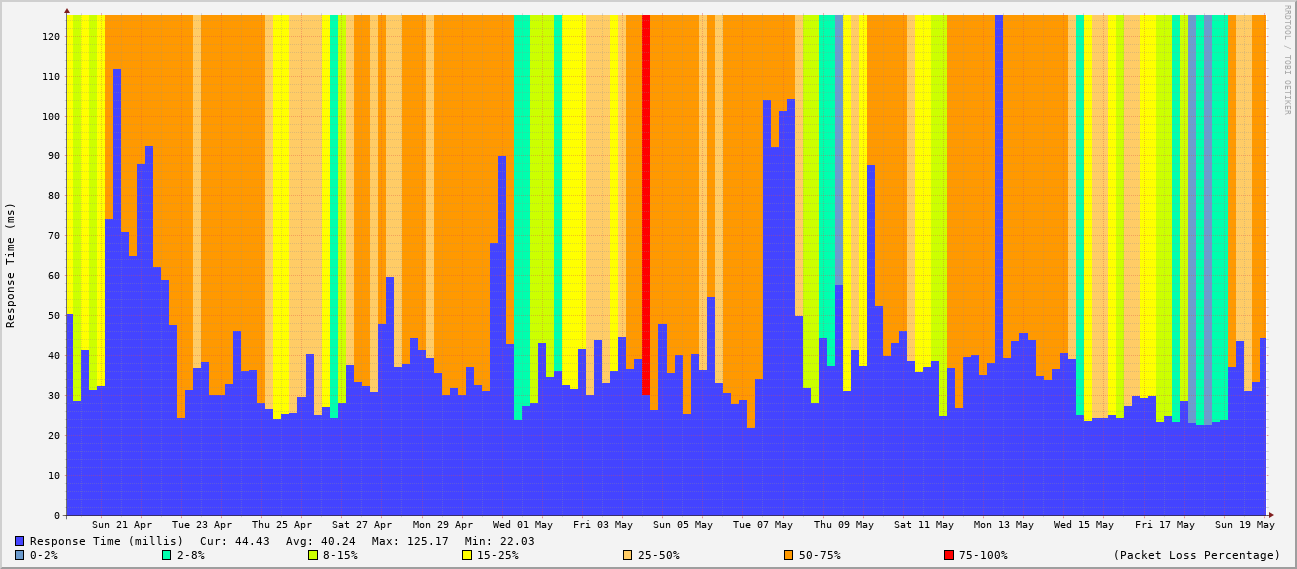 RRDTOOL / TOBI OETIKER
Response Time (ms)
120
110
100
90
80
70
60
50
40
30
20
10
0
Sun 21 Apr Tue 23 Apr Thu 25 Apr Sat 27 Apr Mon 29 Apr Wed 01 May Fri 03 May Sun 05 May Tue 07 May Thu 09 May Sat 11 May Mon 13 May Wed 15 May Fri 17 May Sun 19 May
Response Time (millis) Cur: 44.43 Avg: 40.24 Max: 125.17 Min: 22.03
0-2% 2-8% 8-15% 15-25% 25-50% 50-75% 75-100% (Packet Loss Percentage)